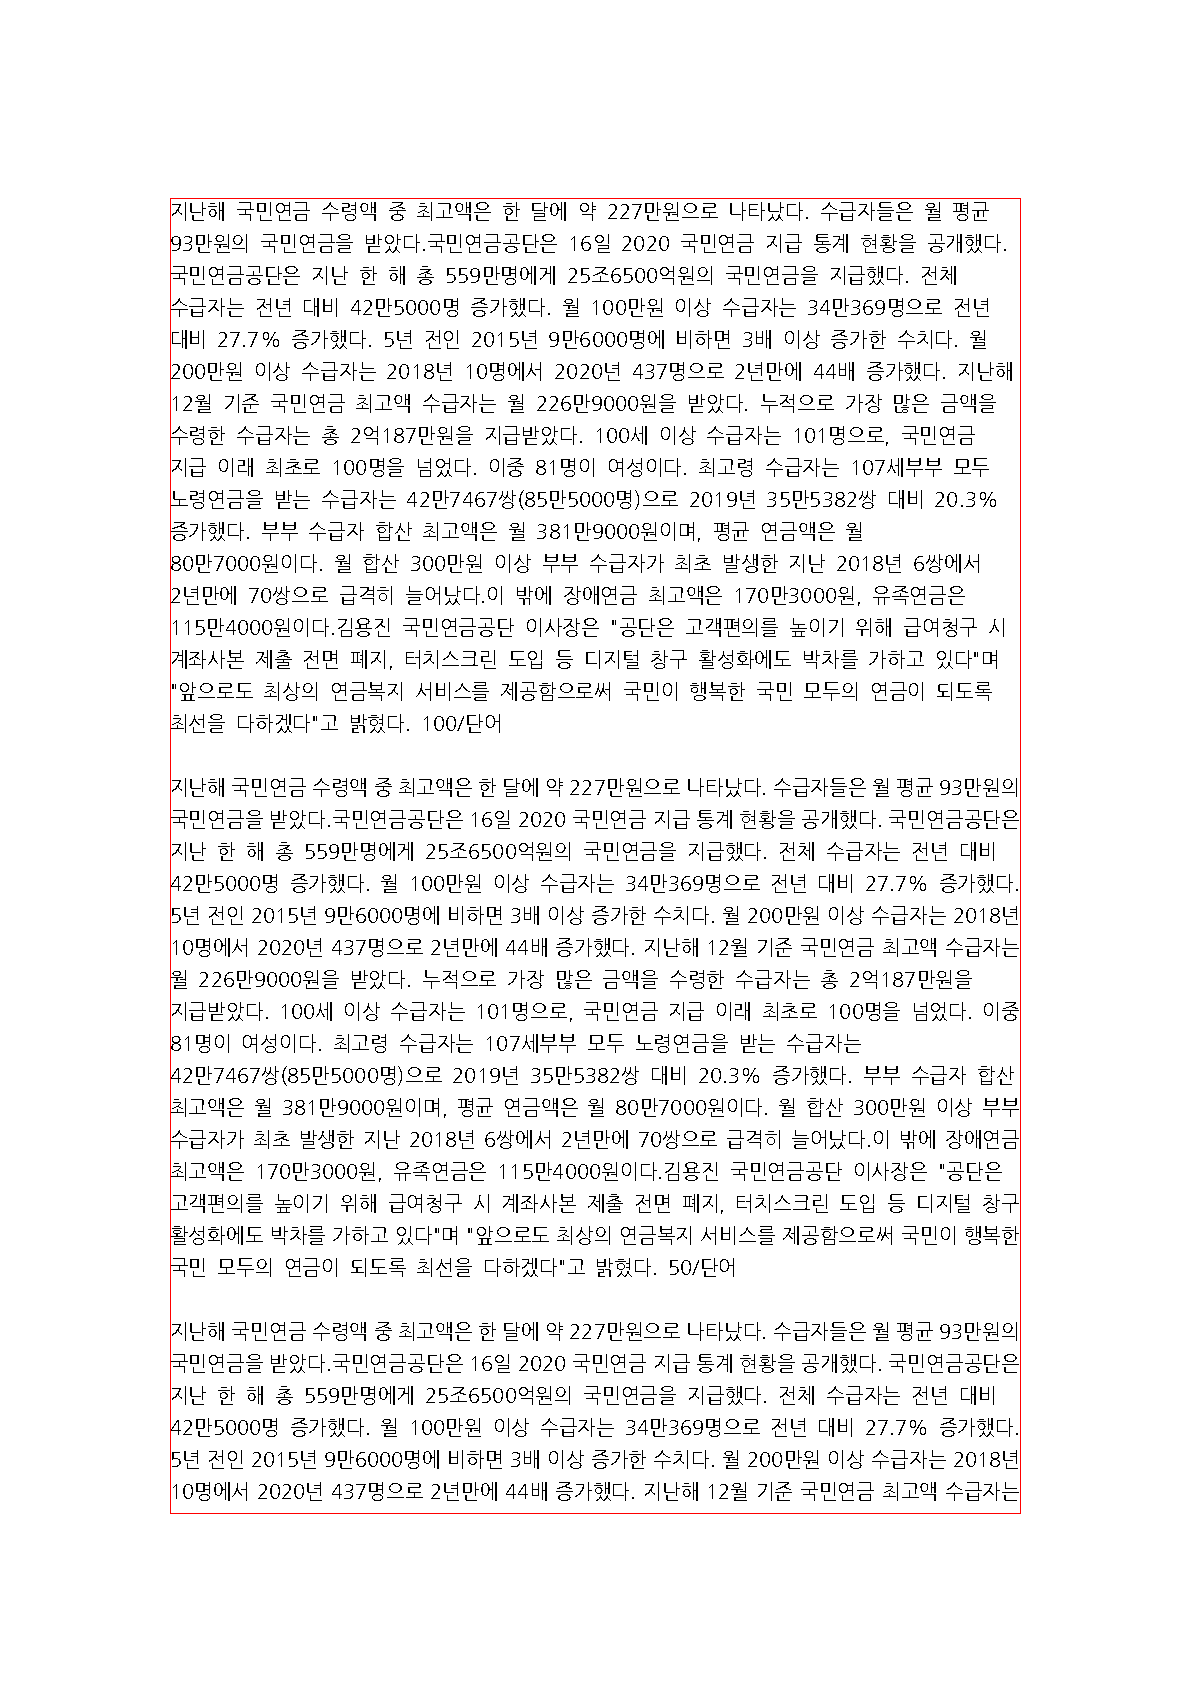 지난해 국민연금 수령액 중 최고액은 한 달에 약 227만원으로 나타났다. 수급자들은 월 평균
93만원의 국민연금을 받았다.국민연금공단은 16일 2020 국민연금 지급 통계 현황을 공개했다.
국민연금공단은 지난 한 해 총 559만명에게 25조6500억원의 국민연금을 지급했다. 전체
수급자는 전년 대비 42만5000명 증가했다. 월 100만원 이상 수급자는 34만369명으로 전년
대비 27.7% 증가했다. 5년 전인 2015년 9만6000명에 비하면 3배 이상 증가한 수치다. 월
200만원 이상 수급자는 2018년 10명에서 2020년 437명으로 2년만에 44배 증가했다. 지난해
12월 기준 국민연금 최고액 수급자는 월 226만9000원을 받았다. 누적으로 가장 많은 금액을
수령한 수급자는 총 2억187만원을 지급받았다. 100세 이상 수급자는 101명으로, 국민연금
지급 이래 최초로 100명을 넘었다. 이중 81명이 여성이다. 최고령 수급자는 107세부부 모두
노령연금을 받는 수급자는 42만7467쌍(85만5000명)으로 2019년 35만5382쌍 대비 20.3%
증가했다. 부부 수급자 합산 최고액은 월 381만9000원이며, 평균 연금액은 월
80만7000원이다. 월 합산 300만원 이상 부부 수급자가 최초 발생한 지난 2018년 6쌍에서
2년만에 70쌍으로 급격히 늘어났다.이 밖에 장애연금 최고액은 170만3000원, 유족연금은
115만4000원이다.김용진 국민연금공단 이사장은 "공단은 고객편의를 높이기 위해 급여청구 시
계좌사본 제출 전면 폐지, 터치스크린 도입 등 디지털 창구 활성화에도 박차를 가하고 있다"며
"앞으로도 최상의 연금복지 서비스를 제공함으로써 국민이 행복한 국민 모두의 연금이 되도록
최선을 다하겠다"고 밝혔다. 100/단어
지난해 국민연금 수령액 중 최고액은 한 달에 약 227만원으로 나타났다. 수급자들은 월 평균 93만원의
국민연금을 받았다.국민연금공단은 16일 2020 국민연금 지급 통계 현황을 공개했다. 국민연금공단은
지난 한 해 총 559만명에게 25조6500억원의 국민연금을 지급했다. 전체 수급자는 전년 대비
42만5000명 증가했다. 월 100만원 이상 수급자는 34만369명으로 전년 대비 27.7% 증가했다.
5년 전인 2015년 9만6000명에 비하면 3배 이상 증가한 수치다. 월 200만원 이상 수급자는 2018년
10명에서 2020년 437명으로 2년만에 44배 증가했다. 지난해 12월 기준 국민연금 최고액 수급자는
월 226만9000원을 받았다. 누적으로 가장 많은 금액을 수령한 수급자는 총 2억187만원을
지급받았다. 100세 이상 수급자는 101명으로, 국민연금 지급 이래 최초로 100명을 넘었다. 이중
81명이 여성이다. 최고령 수급자는 107세부부 모두 노령연금을 받는 수급자는
42만7467쌍(85만5000명)으로 2019년 35만5382쌍 대비 20.3% 증가했다. 부부 수급자 합산
최고액은 월 381만9000원이며, 평균 연금액은 월 80만7000원이다. 월 합산 300만원 이상 부부
수급자가 최초 발생한 지난 2018년 6쌍에서 2년만에 70쌍으로 급격히 늘어났다.이 밖에 장애연금
최고액은 170만3000원, 유족연금은 115만4000원이다.김용진 국민연금공단 이사장은 "공단은
고객편의를 높이기 위해 급여청구 시 계좌사본 제출 전면 폐지, 터치스크린 도입 등 디지털 창구
활성화에도 박차를 가하고 있다"며 "앞으로도 최상의 연금복지 서비스를 제공함으로써 국민이 행복한
국민 모두의 연금이 되도록 최선을 다하겠다"고 밝혔다. 50/단어
지난해 국민연금 수령액 중 최고액은 한 달에 약 227만원으로 나타났다. 수급자들은 월 평균 93만원의
국민연금을 받았다.국민연금공단은 16일 2020 국민연금 지급 통계 현황을 공개했다. 국민연금공단은
지난 한 해 총 559만명에게 25조6500억원의 국민연금을 지급했다. 전체 수급자는 전년 대비
42만5000명 증가했다. 월 100만원 이상 수급자는 34만369명으로 전년 대비 27.7% 증가했다.
5년 전인 2015년 9만6000명에 비하면 3배 이상 증가한 수치다. 월 200만원 이상 수급자는 2018년
10명에서 2020년 437명으로 2년만에 44배 증가했다. 지난해 12월 기준 국민연금 최고액 수급자는